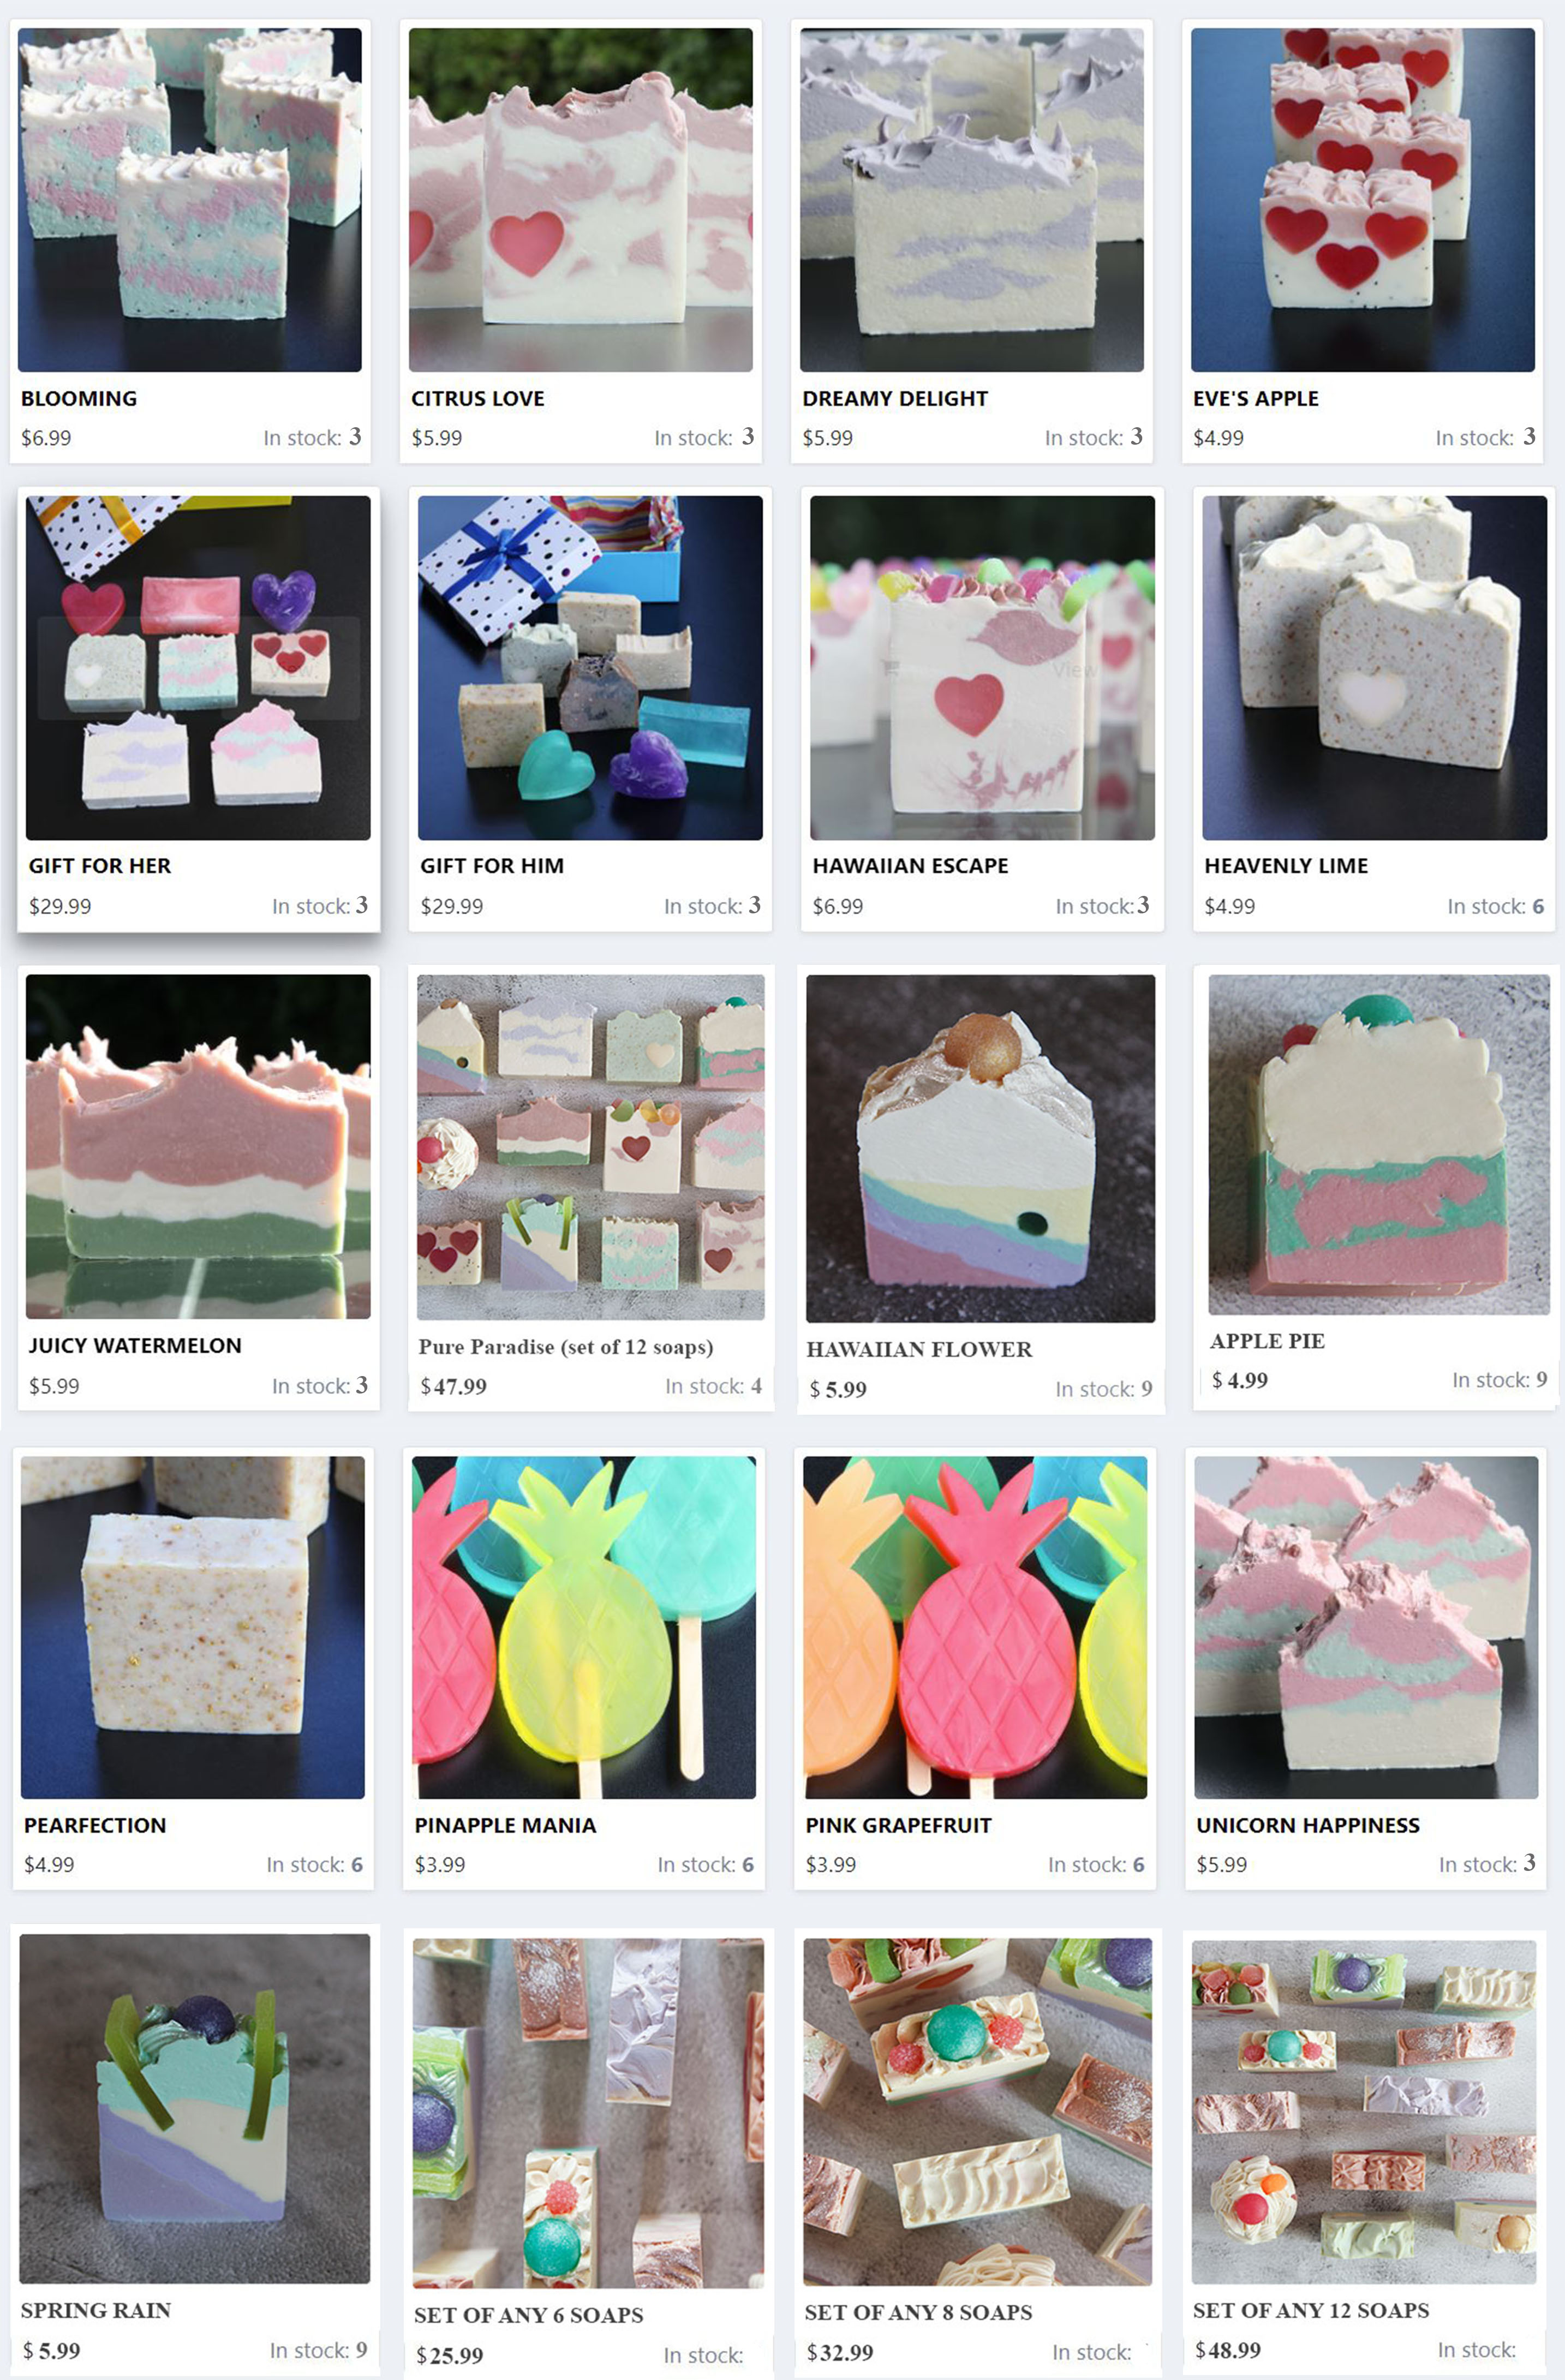 BLOOMING
$6.99 In stock: 3
CITRUS LOVE
$5.99 In stock: 3
DREAMY DELIGHT
$5.99 In stock: 3
EVE'S APPLE
$4.99 In stock: 3
GIFT FOR HER
$29.99 In stock: 3
GIFT FOR HIM
$29.99 In stock: 3
View
HAWAIIAN ESCAPE
$6.99 In stock: 3
HEAVENLY LIME
$4.99 In stock: 6
JUICY WATERMELON
$5.99 In stock: 3
Pure Paradise (set of 12 soaps)
$47.99 In stock: 4
HAWAIIAN FLOWER
$ 5.99 In stock: 9
APPLE PIE
$ 4.99 In stock: 9
PEARFECTION
$4.99 In stock: 6
PINAPPLE MANIA
$3.99 In stock: 6
PINK GRAPEFRUIT
$3.99 In stock: 6
UNICORN HAPPINESS
$5.99 In stock: 3
SPRING RAIN
$ 5.99 In stock: 9
SET OF ANY 6 SOAPS
$25.99 In stock:
SET OF ANY 8 SOAPS
$32.99 In stock:
SET OF ANY 12 SOAPS
$48.99 In stock: